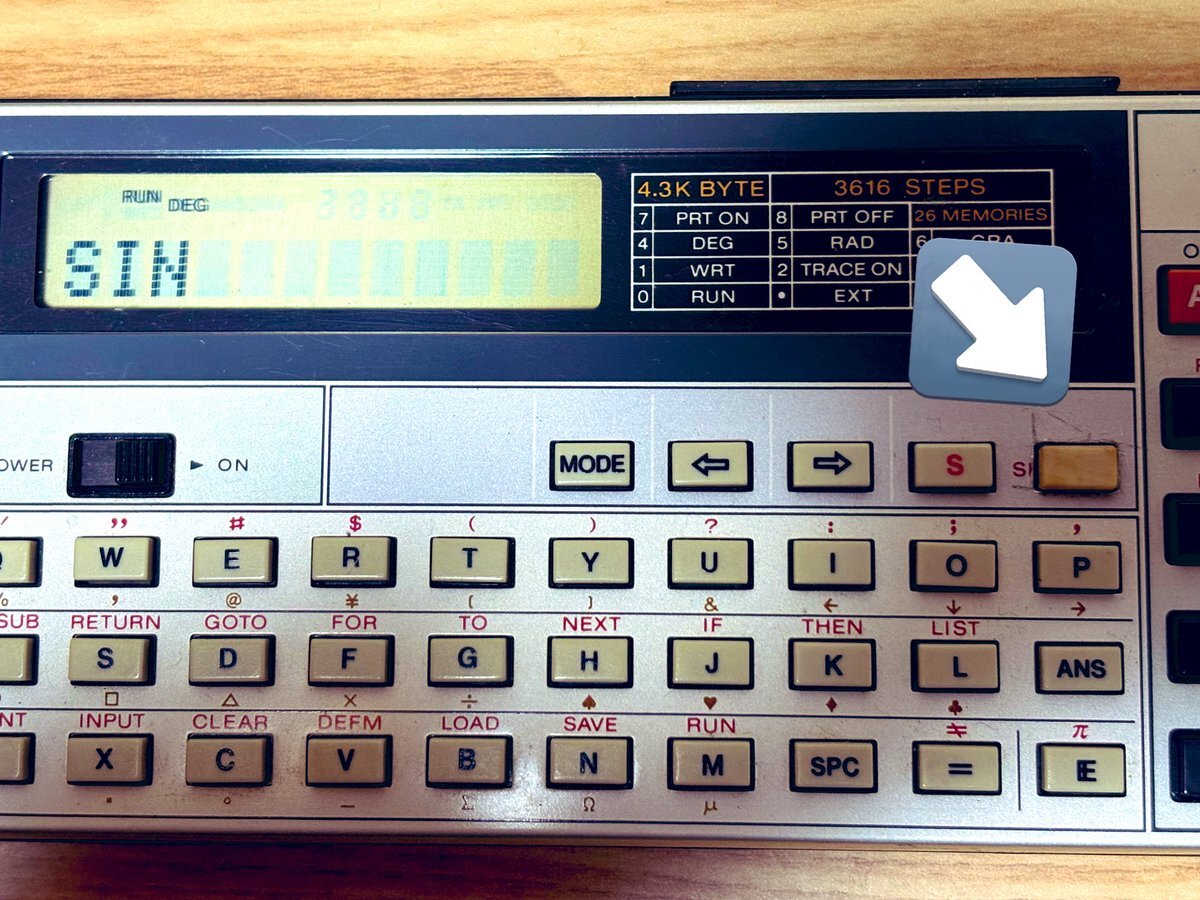 RUN DEG
SIN
4.3K BYTE 3616 STEPS
7 PRT ON 8 PRT OFF 26 MEMORIES
4 DEG 5 RAD 6 GRA
1 WRT 2 TRACE ON
0 RUN • EXT
▶ ON
MODE ⇦ ⇨ S
” # $ ( ) ? : ; ,
W E R T Y U I O P
% , @ ¥ [ ] & ← ↓ →
RETURN GOTO FOR TO NEXT IF THEN LIST
S D F G H J K L ANS
□ △ × ÷ ♠ ♥ ♦ ♣
INPUT CLEAR DEFM LOAD SAVE RUN ≠ π
X C V B N M SPC = E
▪ ° — Σ Ω μ